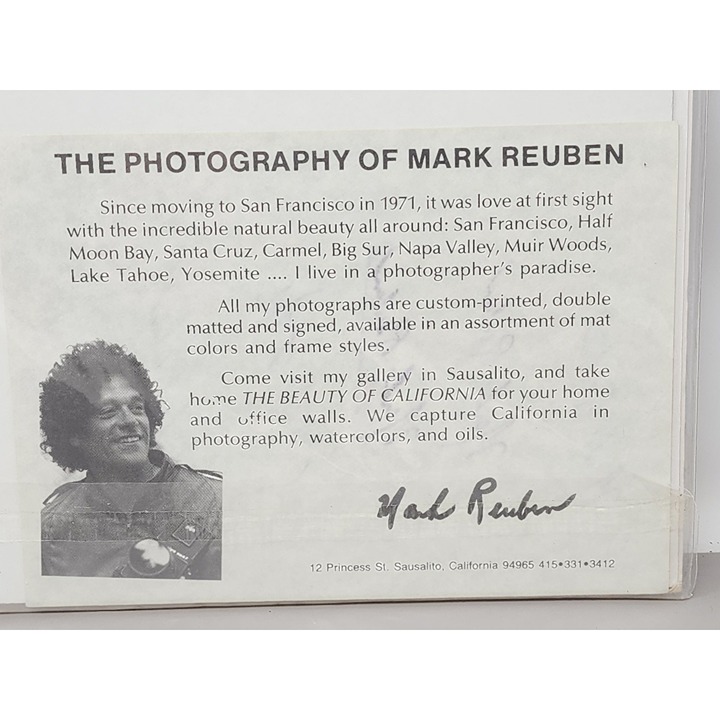 THE PHOTOGRAPHY OF MARK REUBEN
Since moving to San Francisco in 1971, it was love at first sight
with the incredible natural beauty all around: San Francisco, Half
Moon Bay, Santa Cruz, Carmel, Big Sur, Napa Valley, Muir Woods,
Lake Tahoe, Yosemite .... I live in a photographer's paradise.
All my photographs are custom-printed, double
matted and signed, available in an assortment of mat
colors and frame styles.
Come visit my gallery in Sausalito, and take
home THE BEAUTY OF CALIFORNIA for your home
and office walls. We capture California in
photography, watercolors, and oils.
Mark Reuben
12 Princess St. Sausalito, California 94965 415•331•3412